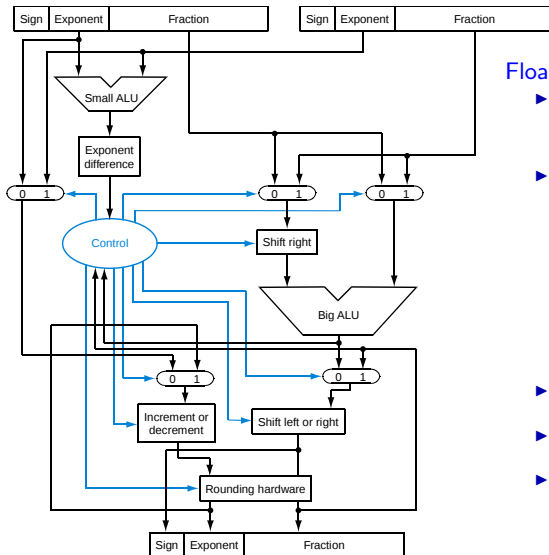 Sign Exponent Fraction Sign Exponent Fraction
Floa
Small ALU
Exponent
difference
0 1 0 1 0 1
Control
Shift right
Big ALU
0 1 0 1
Increment or
decrement
Shift left or right
Rounding hardware
Sign Exponent Fraction